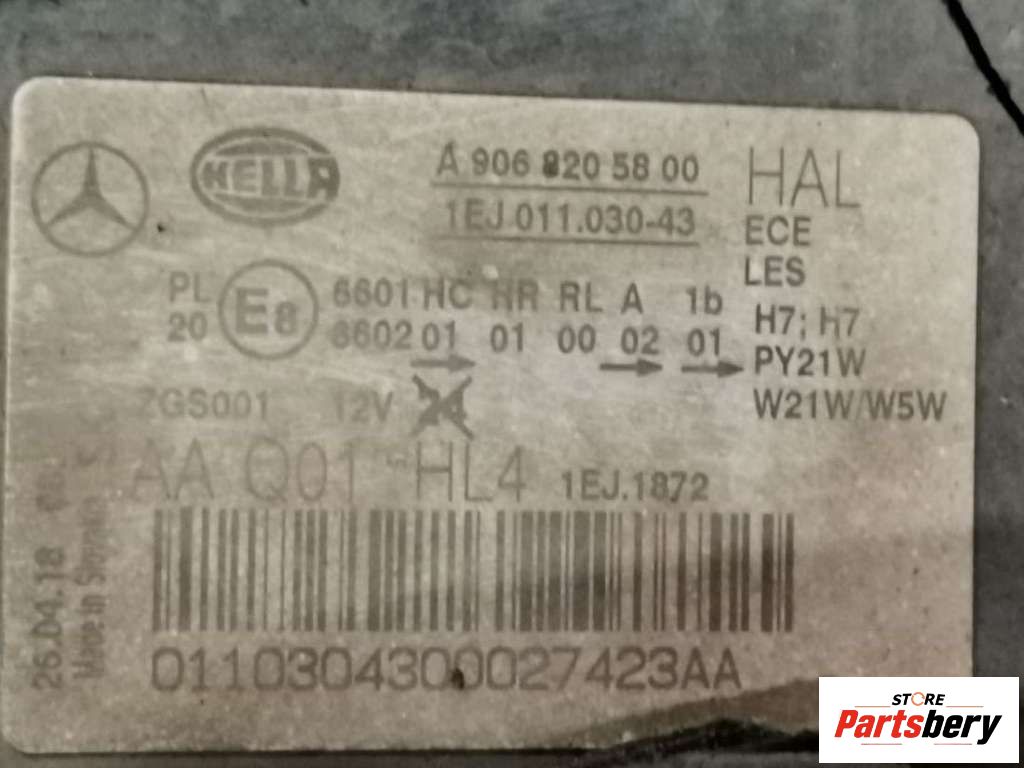 HELLA
A 906 820 58 00
1EJ 011.030-43
HAL
ECE
LES
PL
20
E8
6601 HC HR RL A 1b
6602 01 01 00 02 01
H7; H7
PY21W
W21W/W5W
ZGS001 12V 24
AA Q01 HL4 1EJ.1872
0110304300027423AA
26.04.18
Made in
STORE
Partsbery